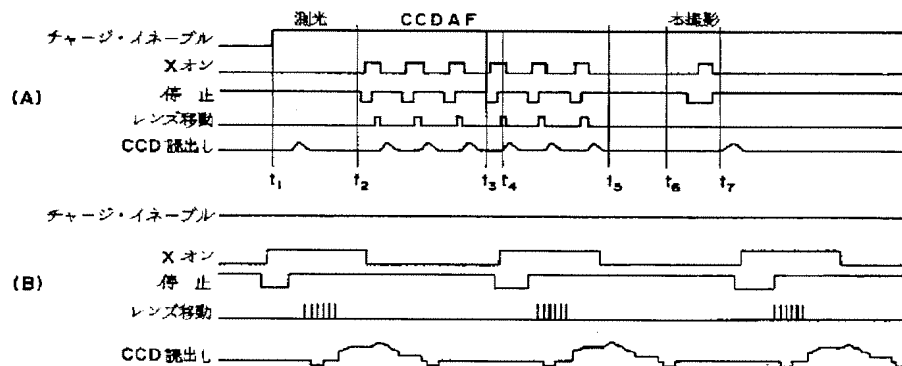 測光 CCDAF 本撮影
チャージ・イネーブル
Xオン
(A) 停止
レンズ移動
CCD読出し
t1 t2 t3 t4 t5 t6 t7
チャージ・イネーブル
Xオン
(B) 停止
レンズ移動
CCD読出し